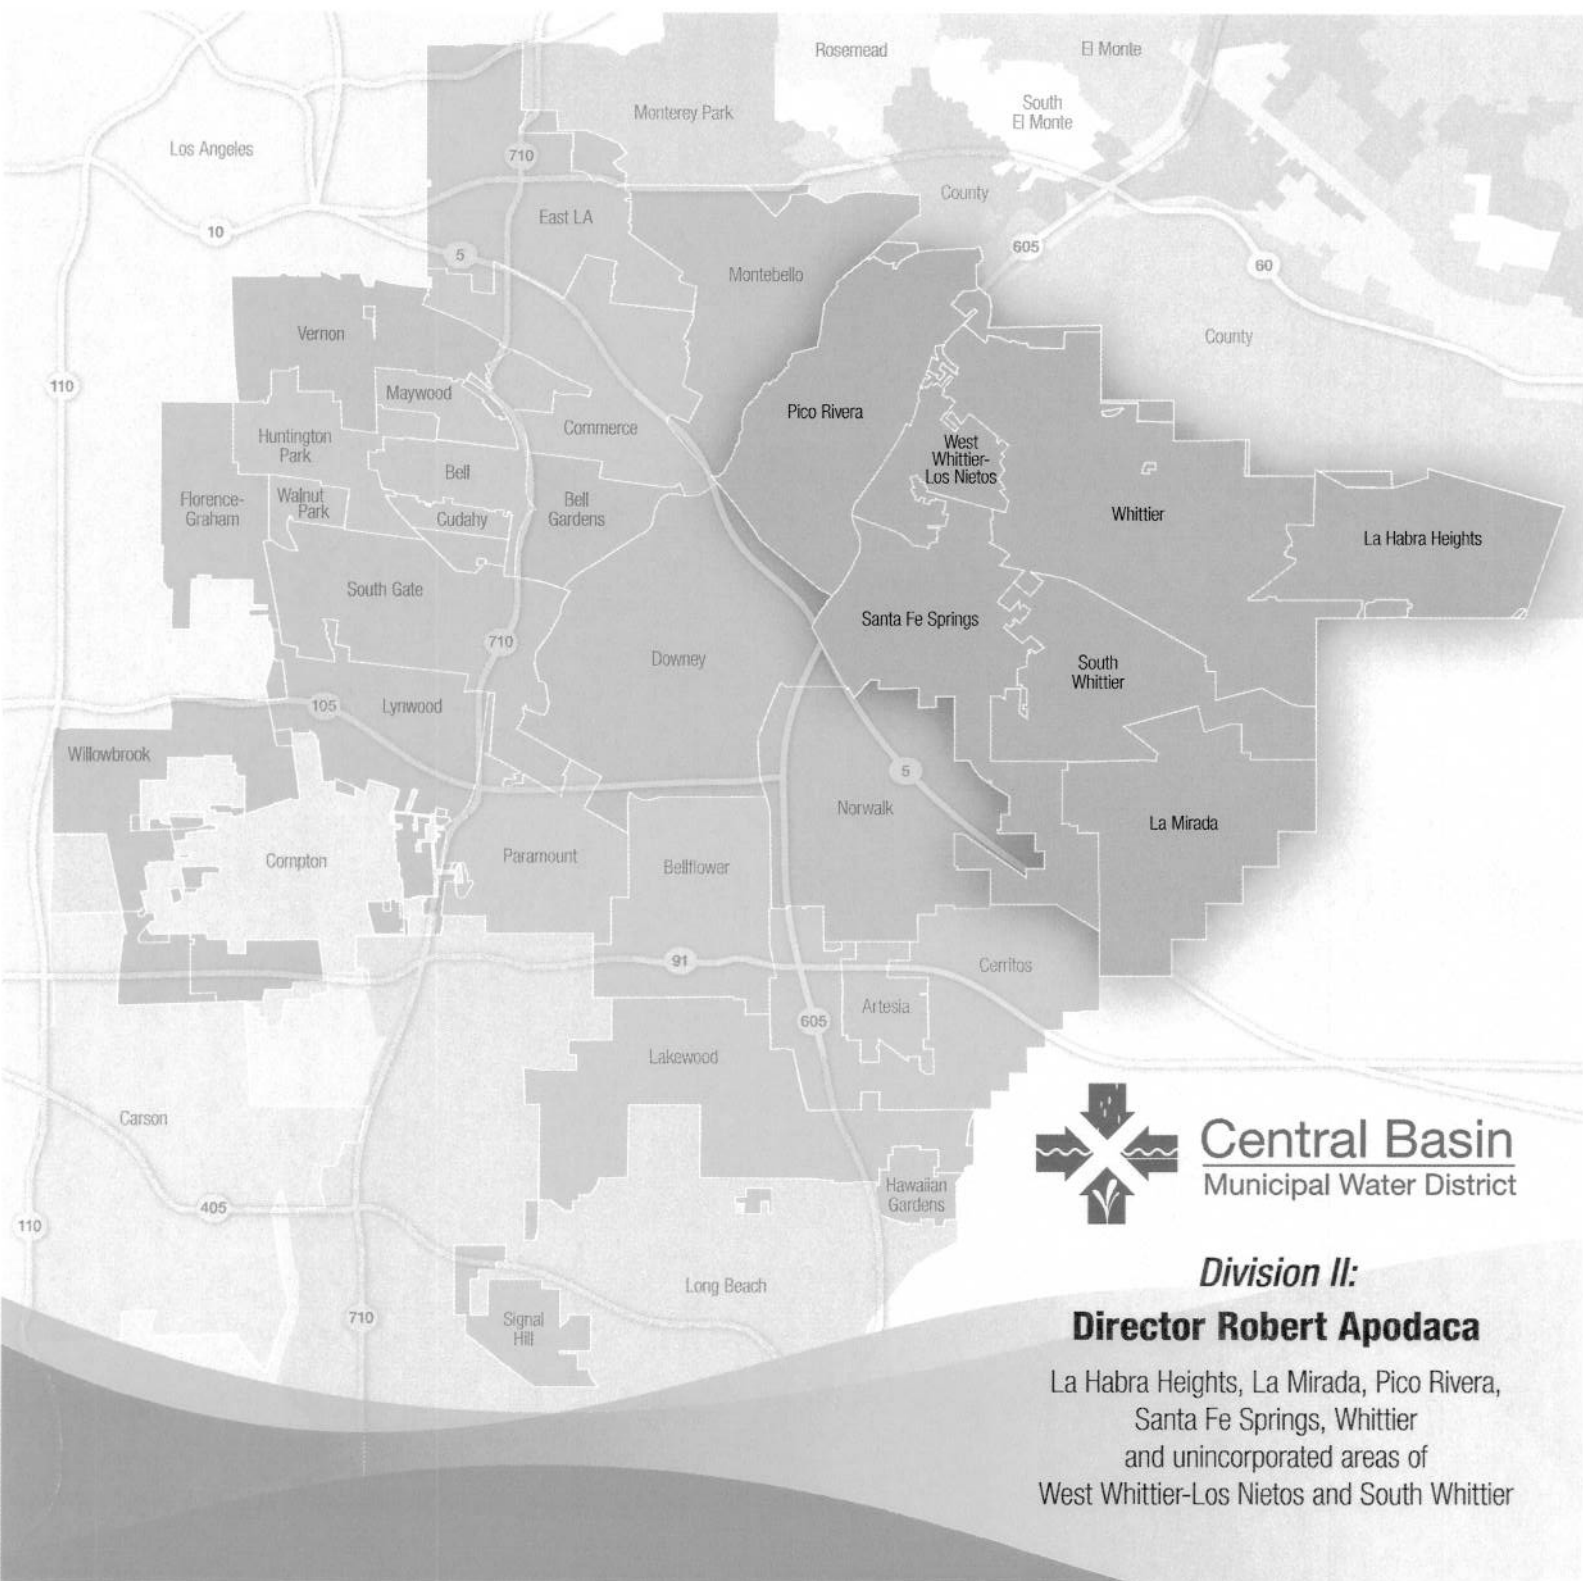 Rosemead
El Monte
Monterey Park
South
El Monte
Los Angeles
710
County
East LA
10
5
605
60
Montebello
Vernon
County
110
Maywood
Pico Rivera
Commerce
Huntington
Park
West
Whittier-
Los Nietos
Bell
Florence-
Graham
Walnut
Park
Cudahy
Bell
Gardens
Whittier
La Habra Heights
South Gate
Santa Fe Springs
710
Downey
South
Whittier
105
Lynwood
Willowbrook
5
Norwalk
La Mirada
Compton
Paramount
Bellflower
91
Cerritos
Artesia
605
Lakewood
Carson
Central Basin
Municipal Water District
Hawaiian
Gardens
405
110
Long Beach
710
Signal
Hill
Division II:
Director Robert Apodaca
La Habra Heights, La Mirada, Pico Rivera,
Santa Fe Springs, Whittier
and unincorporated areas of
West Whittier-Los Nietos and South Whittier